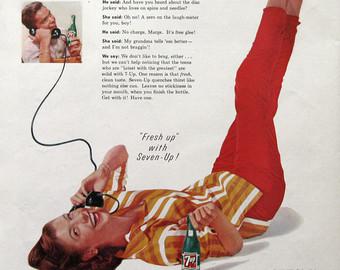 He said: And have you heard about the disc
jockey who lives on spins and needles?
She said: Oh no! A zero on the laugh-meter
for you, boy!
He said: No charge, Marge. It's free glee!
She said: My grandma tells 'em better—
and I'm not braggin'!
We say: We don't like to brag, either . . .
but we can't help noticing that the teens
who are "latest with the greatest" are
solid with 7-Up. One reason is that fresh,
clean taste. Seven-Up quenches thirst like
nothing else can. Leaves no stickiness in
your mouth, when you finish the bottle.
Get with it! Have one.
"Fresh up"
with
Seven-Up!
7up